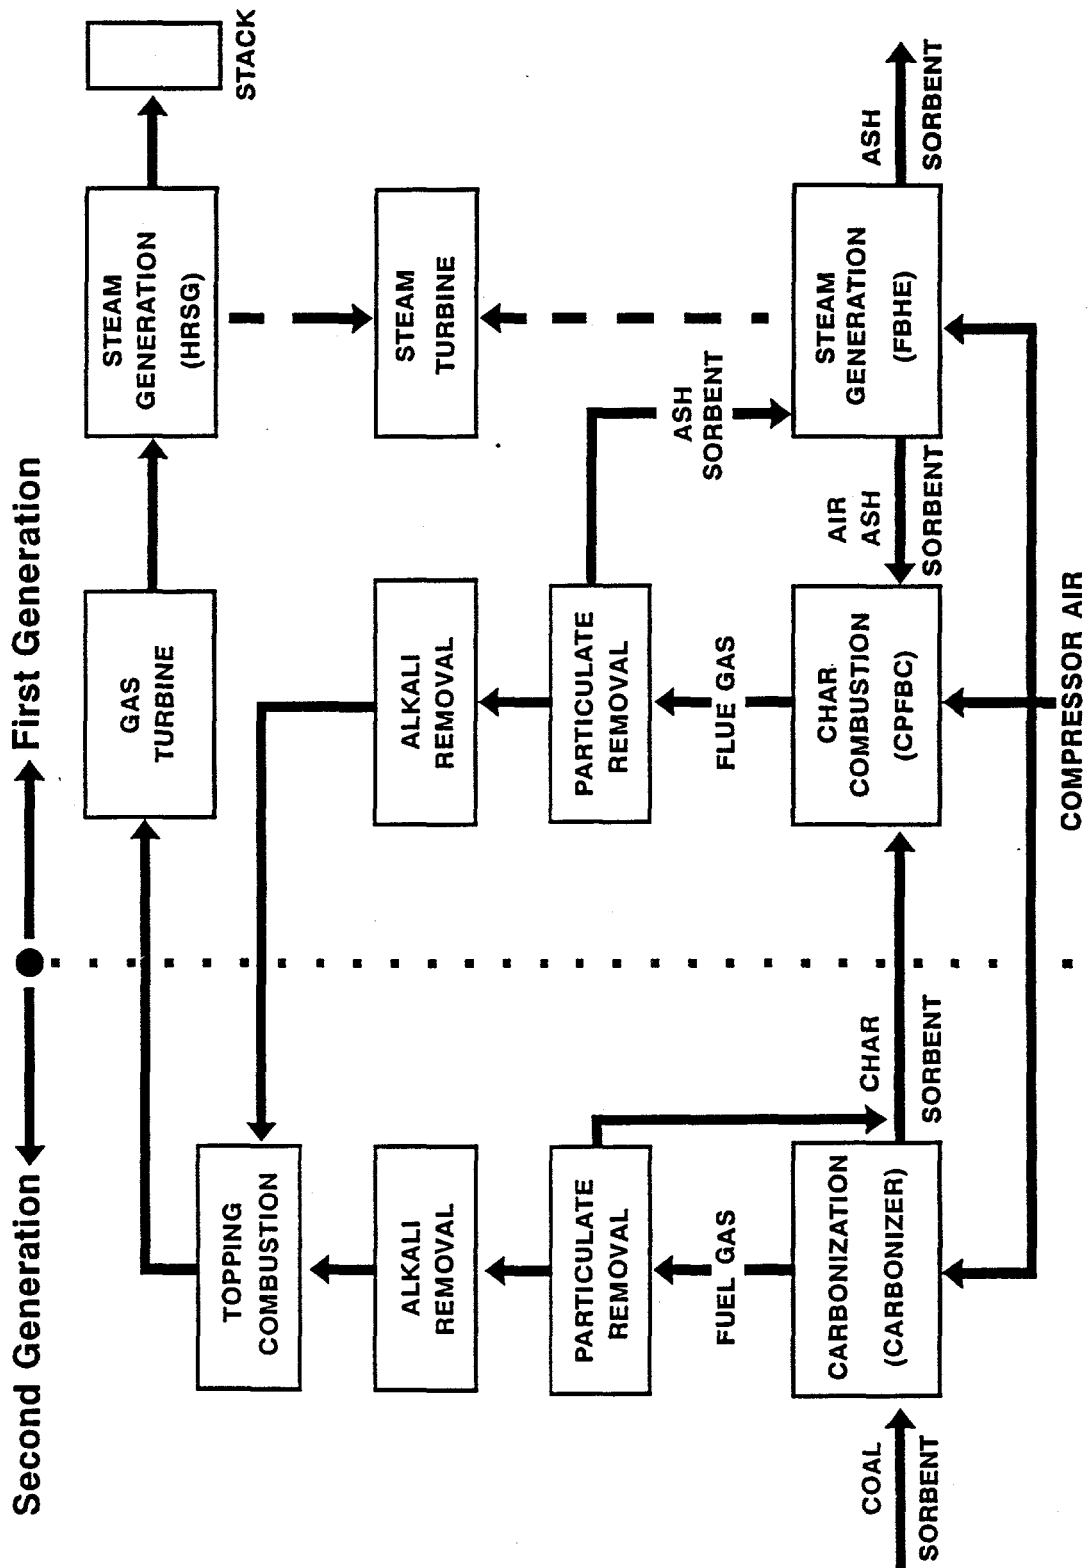 Second Generation
First Generation
TOPPING
COMBUSTION
GAS
TURBINE
STEAM
GENERATION
(HRSG)
STACK
ALKALI
REMOVAL
ALKALI
REMOVAL
STEAM
TURBINE
PARTICULATE
REMOVAL
PARTICULATE
REMOVAL
ASH
SORBENT
FUEL GAS
FLUE GAS
COAL
SORBENT
CARBONIZATION
(CARBONIZER)
CHAR
SORBENT
CHAR
COMBUSTION
(CPFBC)
AIR
ASH
SORBENT
STEAM
GENERATION
(FBHE)
ASH
SORBENT
COMPRESSOR AIR